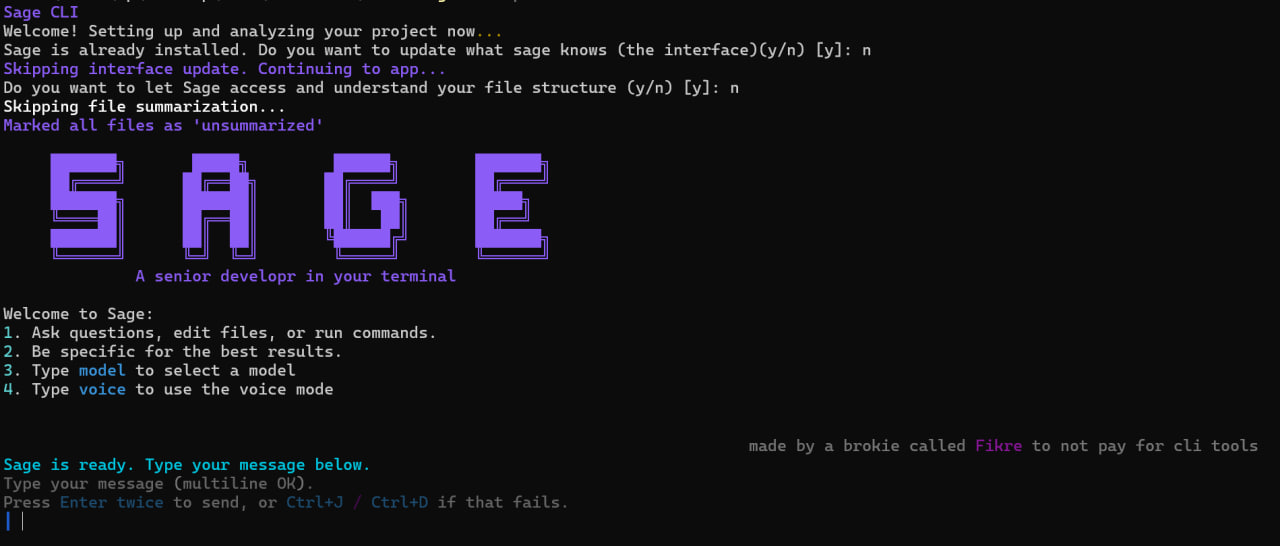 Sage CLI
Welcome! Setting up and analyzing your project now...
Sage is already installed. Do you want to update what sage knows (the interface)(y/n) [y]: n
Skipping interface update. Continuing to app...
Do you want to let Sage access and understand your file structure (y/n) [y]: n
Skipping file summarization...
Marked all files as 'unsummarized'
SAGE
A senior developr in your terminal
Welcome to Sage:
1. Ask questions, edit files, or run commands.
2. Be specific for the best results.
3. Type model to select a model
4. Type voice to use the voice mode
made by a brokie called Fikre to not pay for cli tools
Sage is ready. Type your message below.
Type your message (multiline OK).
Press Enter twice to send, or Ctrl+J / Ctrl+D if that fails.